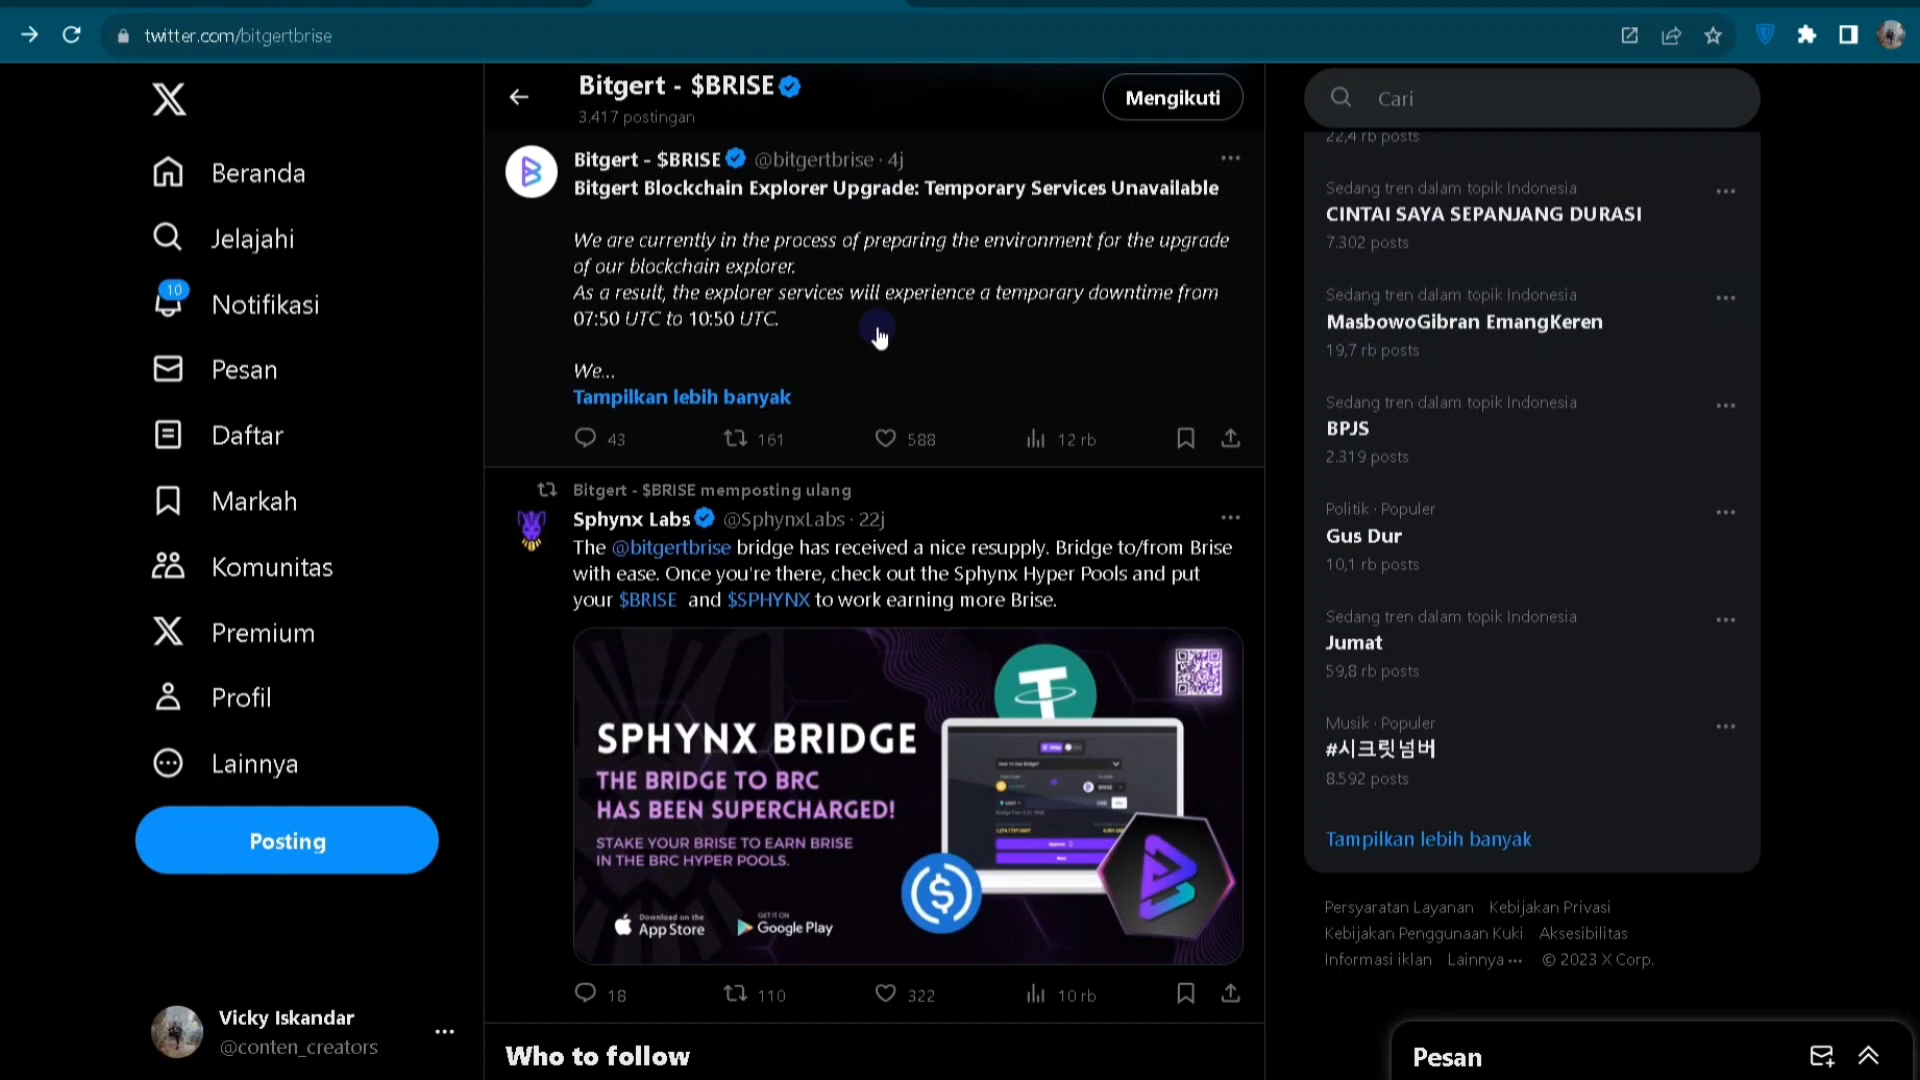 twitter.com/bitgertbrise
Beranda
Jelajahi
10
Notifikasi
Pesan
Daftar
Markah
Komunitas
Premium
Profil
Lainnya
Posting
Vicky Iskandar
@conten_creators
Bitgert - $BRISE
3.417 postingan
Mengikuti
Bitgert - $BRISE @bitgertbrise · 4j
Bitgert Blockchain Explorer Upgrade: Temporary Services Unavailable
We are currently in the process of preparing the environment for the upgrade
of our blockchain explorer.
As a result, the explorer services will experience a temporary downtime from
07:50 UTC to 10:50 UTC.
We...
Tampilkan lebih banyak
43 161 588 12 rb
Bitgert - $BRISE memposting ulang
Sphynx Labs @SphynxLabs · 22j
The @bitgertbrise bridge has received a nice resupply. Bridge to/from Brise
with ease. Once you're there, check out the Sphynx Hyper Pools and put
your $BRISE and $SPHYNX to work earning more Brise.
SPHYNX BRIDGE
THE BRIDGE TO BRC
HAS BEEN SUPERCHARGED!
STAKE YOUR BRISE TO EARN BRISE
IN THE BRC HYPER POOLS.
Download on the
App Store
GET IT ON
Google Play
18 110 322 10 rb
Who to follow
Cari
22,4 rb posts
Sedang tren dalam topik Indonesia
CINTAI SAYA SEPANJANG DURASI
7.302 posts
Sedang tren dalam topik Indonesia
MasbowoGibran EmangKeren
19,7 rb posts
Sedang tren dalam topik Indonesia
BPJS
2.319 posts
Politik · Populer
Gus Dur
10,1 rb posts
Sedang tren dalam topik Indonesia
Jumat
59,8 rb posts
Musik · Populer
#시크릿넘버
8.592 posts
Tampilkan lebih banyak
Persyaratan Layanan Kebijakan Privasi
Kebijakan Penggunaan Kuki Aksesibilitas
Informasi iklan Lainnya ··· © 2023 X Corp.
Pesan